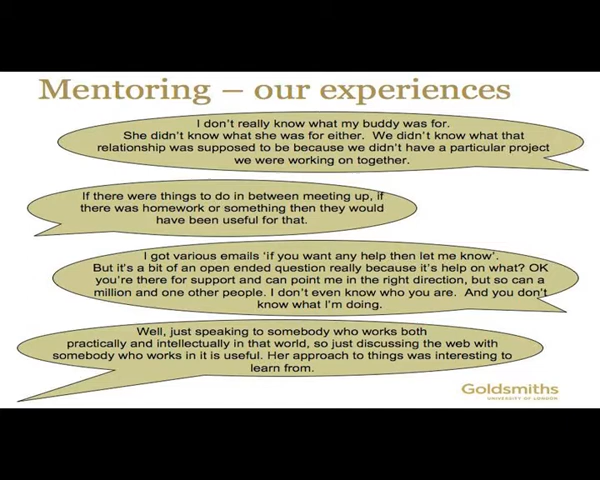 Mentoring – our experiences
I don't really know what my buddy was for.
She didn't know what she was for either. We didn't know what that
relationship was supposed to be because we didn't have a particular project
we were working on together.
If there were things to do in between meeting up, if
there was homework or something then they would
have been useful for that.
I got various emails 'if you want any help then let me know'.
But it's a bit of an open ended question really because it's help on what? OK
you're there for support and can point me in the right direction, but so can a
million and one other people. I don't even know who you are. And you don't
know what I'm doing.
Well, just speaking to somebody who works both
practically and intellectually in that world, so just discussing the web with
somebody who works in it is useful. Her approach to things was interesting to
learn from.
Goldsmiths
UNIVERSITY OF LONDON